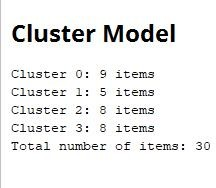 Cluster Model
Cluster 0: 9 items
Cluster 1: 5 items
Cluster 2: 8 items
Cluster 3: 8 items
Total number of items: 30